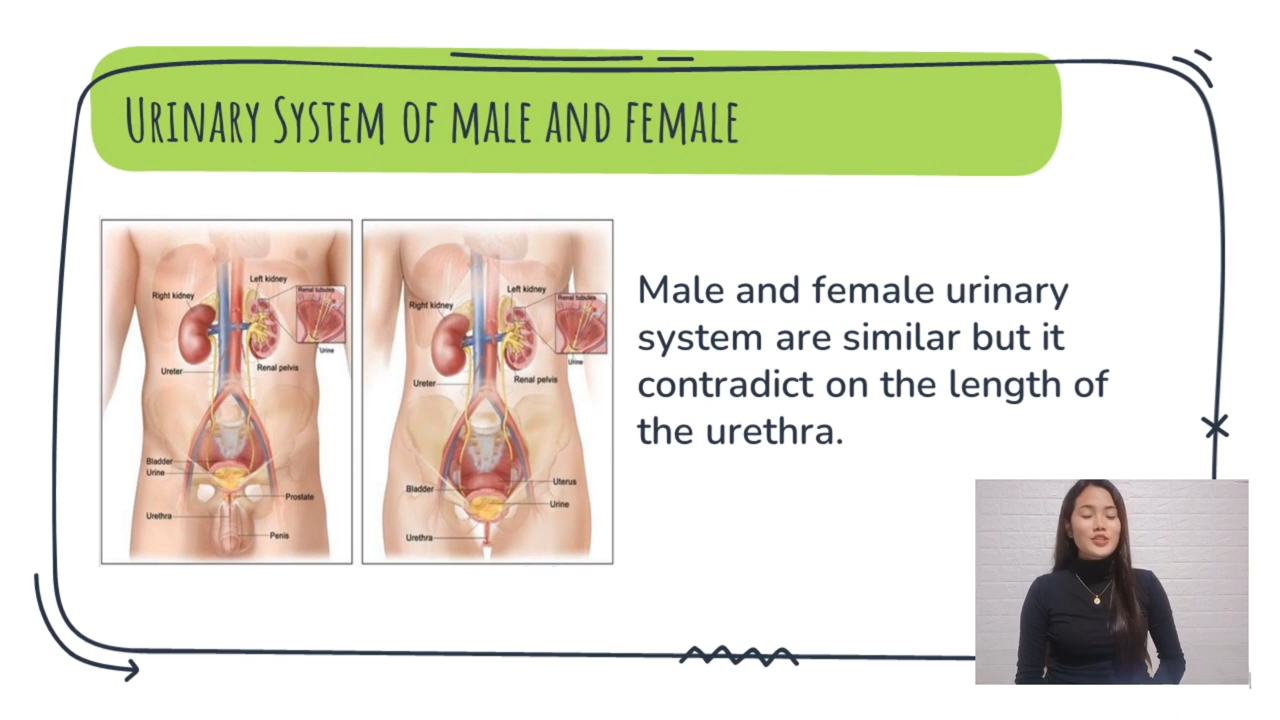 URINARY SYSTEM OF MALE AND FEMALE
Left kidney
Right kidney
Renal tubules
Urine
Ureter
Renal pelvis
Bladder
Urine
Prostate
Urethra
Penis
Left kidney
Right kidney
Renal tubules
Urine
Ureter
Renal pelvis
Uterus
Bladder
Urine
Urethra
Male and female urinary
system are similar but it
contradict on the length of
the urethra.